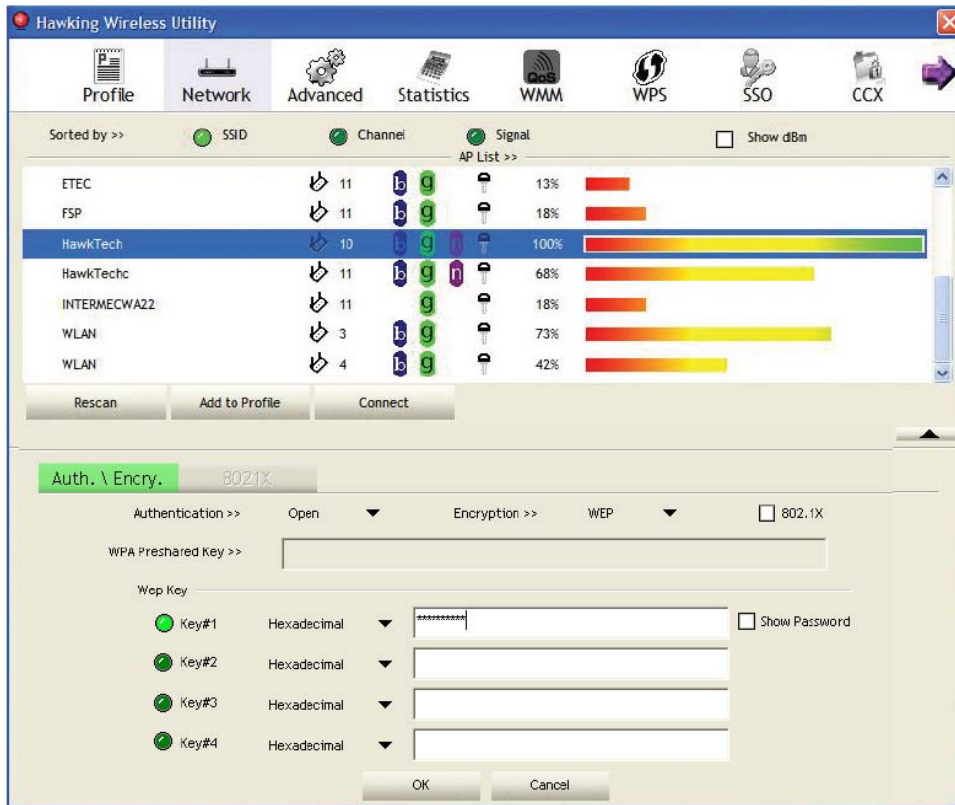 Hawking Wireless Utility
Profile Network Advanced Statistics QoS WMM WPS SSO CCX
Sorted by >> SSID Channel Signal Show dBm
AP List >>
ETEC 11 b g 13%
FSP 11 b g 18%
HawkTech 10 b g n 100%
HawkTechc 11 b g n 68%
INTERMECWA22 11 g 18%
WLAN 3 b g 73%
WLAN 4 b g 42%
Rescan Add to Profile Connect
Auth. \ Encry. 8021X
Authentication >> Open Encryption >> WEP 802.1X
WPA Preshared Key >>
Wep Key
Key#1 Hexadecimal ********** Show Password
Key#2 Hexadecimal
Key#3 Hexadecimal
Key#4 Hexadecimal
OK Cancel